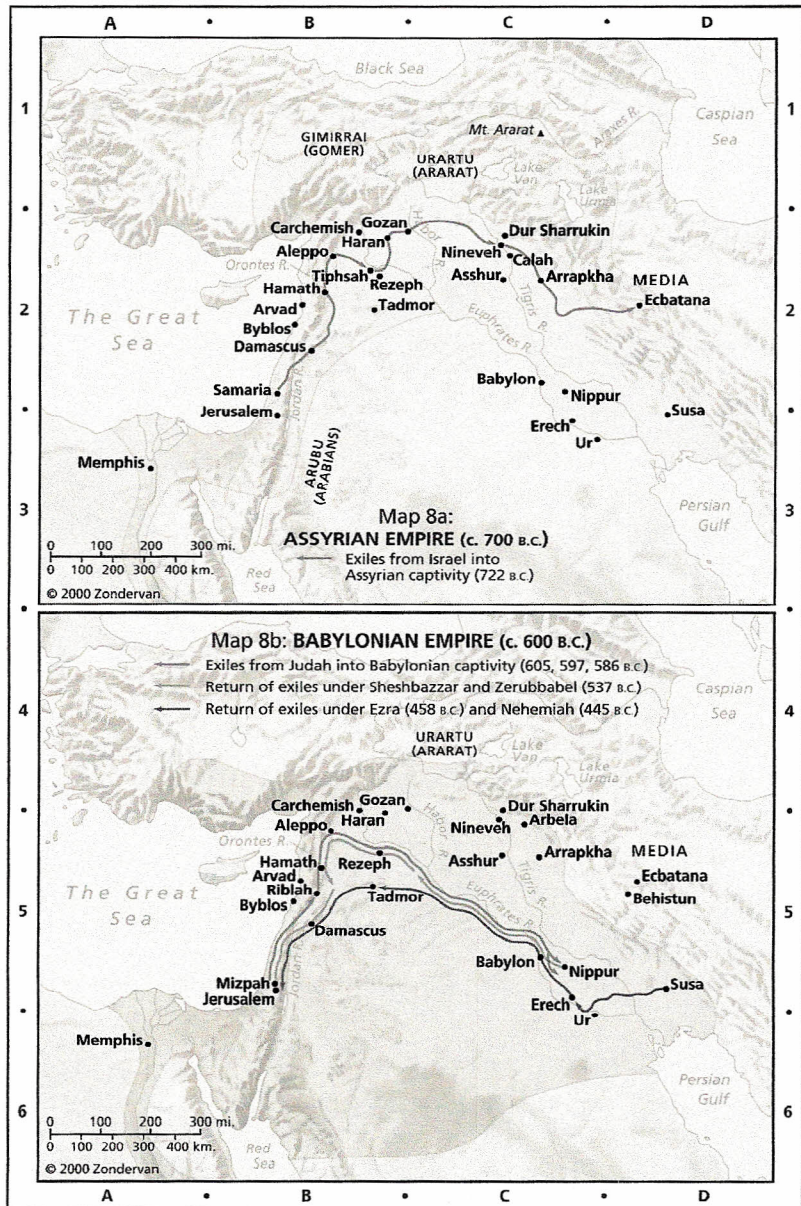 A • B • C • D
1
Black Sea
Caspian
Sea
1
Mt. Ararat
Araxes R.
GIMIRRAI
(GOMER)
URARTU
(ARARAT)
Lake
Van
Lake
Urmia
•
•
Carchemish
Gozan
Haran
Habor R.
Dur Sharrukin
Nineveh
Calah
Aleppo
Orontes R.
Tiphsah
Rezeph
Asshur
Arrapkha
MEDIA
Ecbatana
Hamath
Arvad
Tadmor
Tigris R.
The Great
Sea
2
2
Byblos
Euphrates R.
Damascus
Babylon
Nippur
Samaria
Jordan R.
•
•
Jerusalem
Erech
Susa
Ur
Memphis
ARUBU
(ARABIANS)
3
3
Persian
Gulf
Map 8a:
ASSYRIAN EMPIRE (c. 700 B.C.)
Exiles from Israel into
Assyrian captivity (722 B.C.)
0 100 200 300 mi.
0 100 200 300 400 km.
Red
Sea
© 2000 Zondervan
•
•
Map 8b: BABYLONIAN EMPIRE (c. 600 B.C.)
Exiles from Judah into Babylonian captivity (605, 597, 586 B.C.)
Return of exiles under Sheshbazzar and Zerubbabel (537 B.C.)
Return of exiles under Ezra (458 B.C.) and Nehemiah (445 B.C.)
Caspian
Sea
4
4
URARTU
(ARARAT)
Lake
Van
Lake
Urmia
•
•
Carchemish
Gozan
Haran
Habor R.
Dur Sharrukin
Nineveh
Arbela
Aleppo
Orontes R.
Hamath
Rezeph
Asshur
Arrapkha
MEDIA
Arvad
Riblah
Tigris R.
Ecbatana
The Great
Sea
5
5
Byblos
Tadmor
Euphrates R.
Behistun
Damascus
Babylon
Nippur
Jordan
Mizpah
Jerusalem
Erech
Susa
Ur
•
•
Memphis
Persian
Gulf
6
6
0 100 200 300 mi.
0 100 200 300 400 km.
Red
Sea
© 2000 Zondervan
A • B • C • D